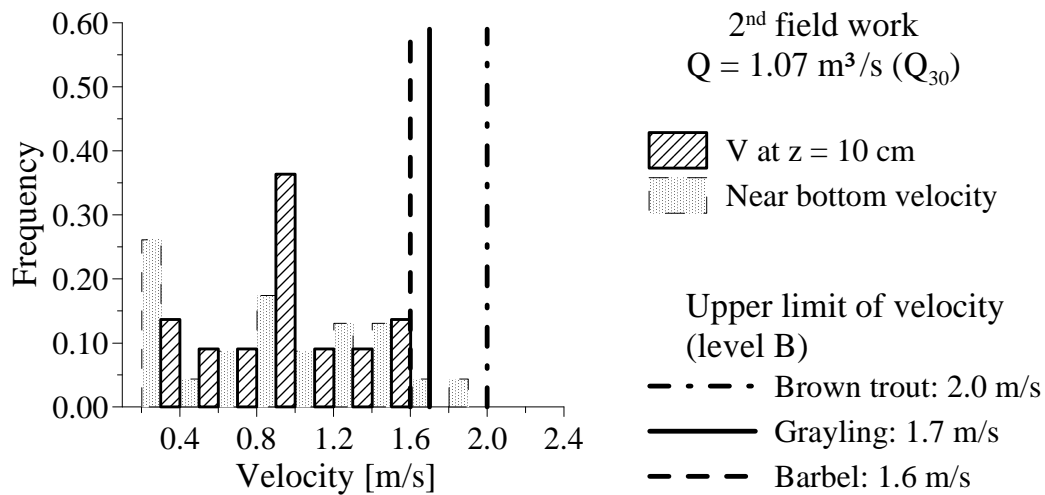 0.60
0.50
0.40
0.30
0.20
0.10
0.00
Frequency
0.4 0.8 1.2 1.6 2.0 2.4
Velocity [m/s]
2nd field work
Q = 1.07 m³/s (Q30)
V at z = 10 cm
Near bottom velocity
Upper limit of velocity
(level B)
Brown trout: 2.0 m/s
Grayling: 1.7 m/s
Barbel: 1.6 m/s